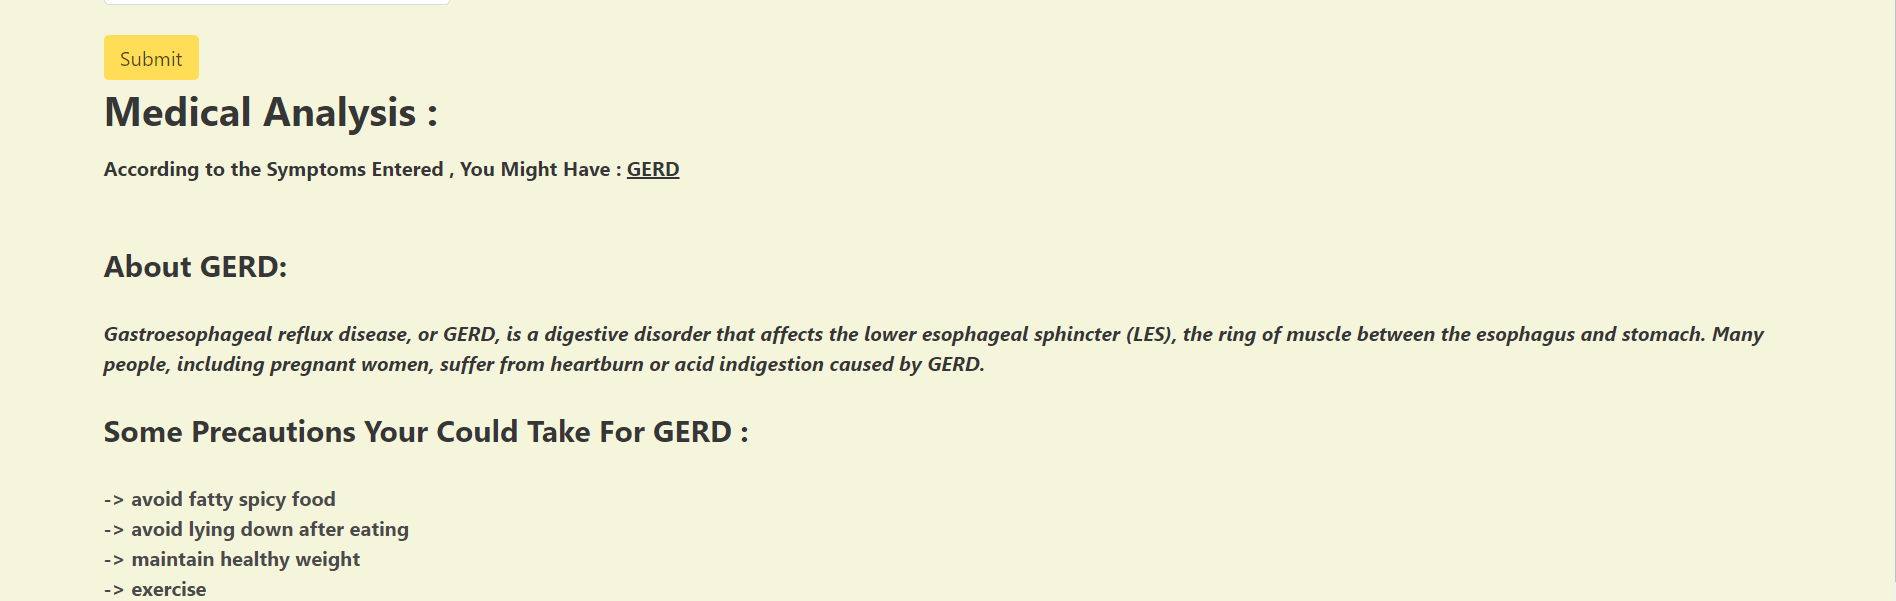 Submit
Medical Analysis :
According to the Symptoms Entered , You Might Have : GERD
About GERD:
Gastroesophageal reflux disease, or GERD, is a digestive disorder that affects the lower esophageal sphincter (LES), the ring of muscle between the esophagus and stomach. Many
people, including pregnant women, suffer from heartburn or acid indigestion caused by GERD.
Some Precautions Your Could Take For GERD :
-> avoid fatty spicy food
-> avoid lying down after eating
-> maintain healthy weight
-> exercise